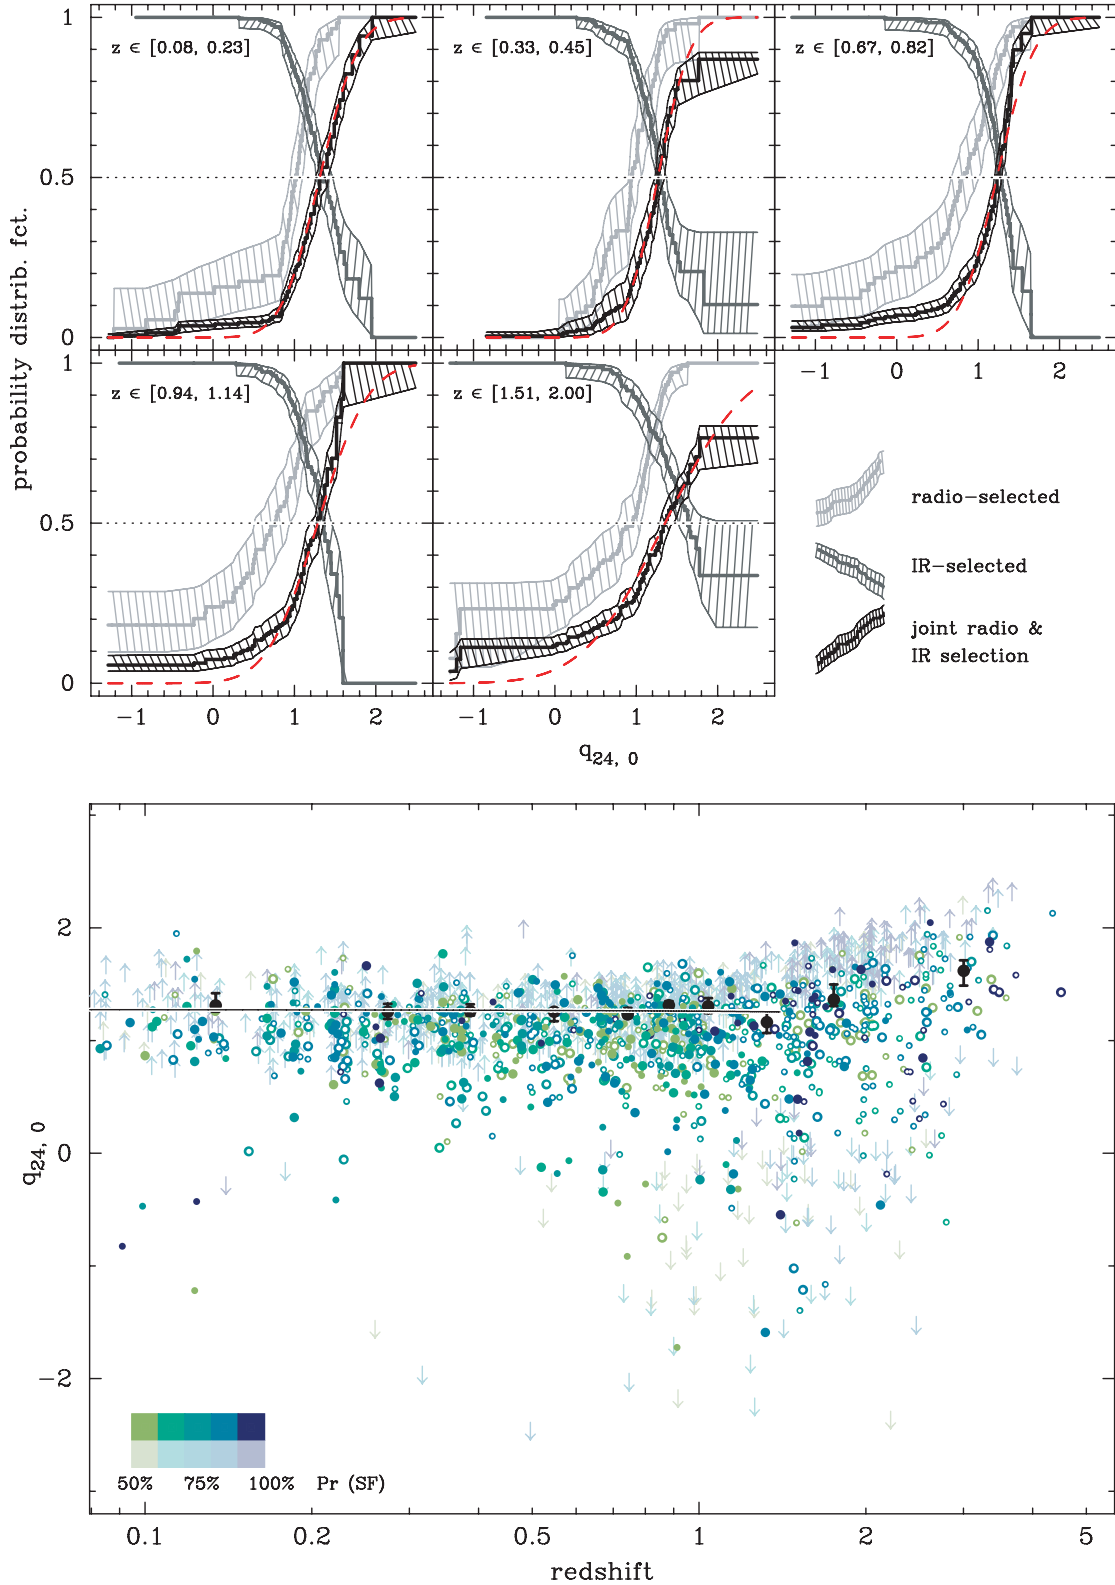 z ∈ [0.08, 0.23]
z ∈ [0.33, 0.45]
z ∈ [0.67, 0.82]
1
0.5
0
probability distrib. fct.
z ∈ [0.94, 1.14]
z ∈ [1.51, 2.00]
−1 0 1 2
1
0.5
0
radio−selected
IR−selected
joint radio &
IR selection
−1 0 1 2
−1 0 1 2
q24, 0
2
0
−2
q24, 0
50% 75% 100% Pr (SF)
0.1 0.2 0.5 1 2 5
redshift